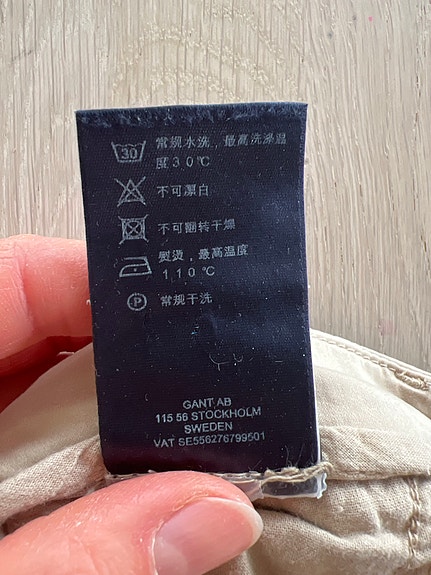 30
常规水洗，最高洗涤温
度30℃
不可漂白
不可翻转干燥
熨烫，最高温度
110℃
P
常规干洗
GANT AB
115 56 STOCKHOLM
SWEDEN
VAT SE556276799501